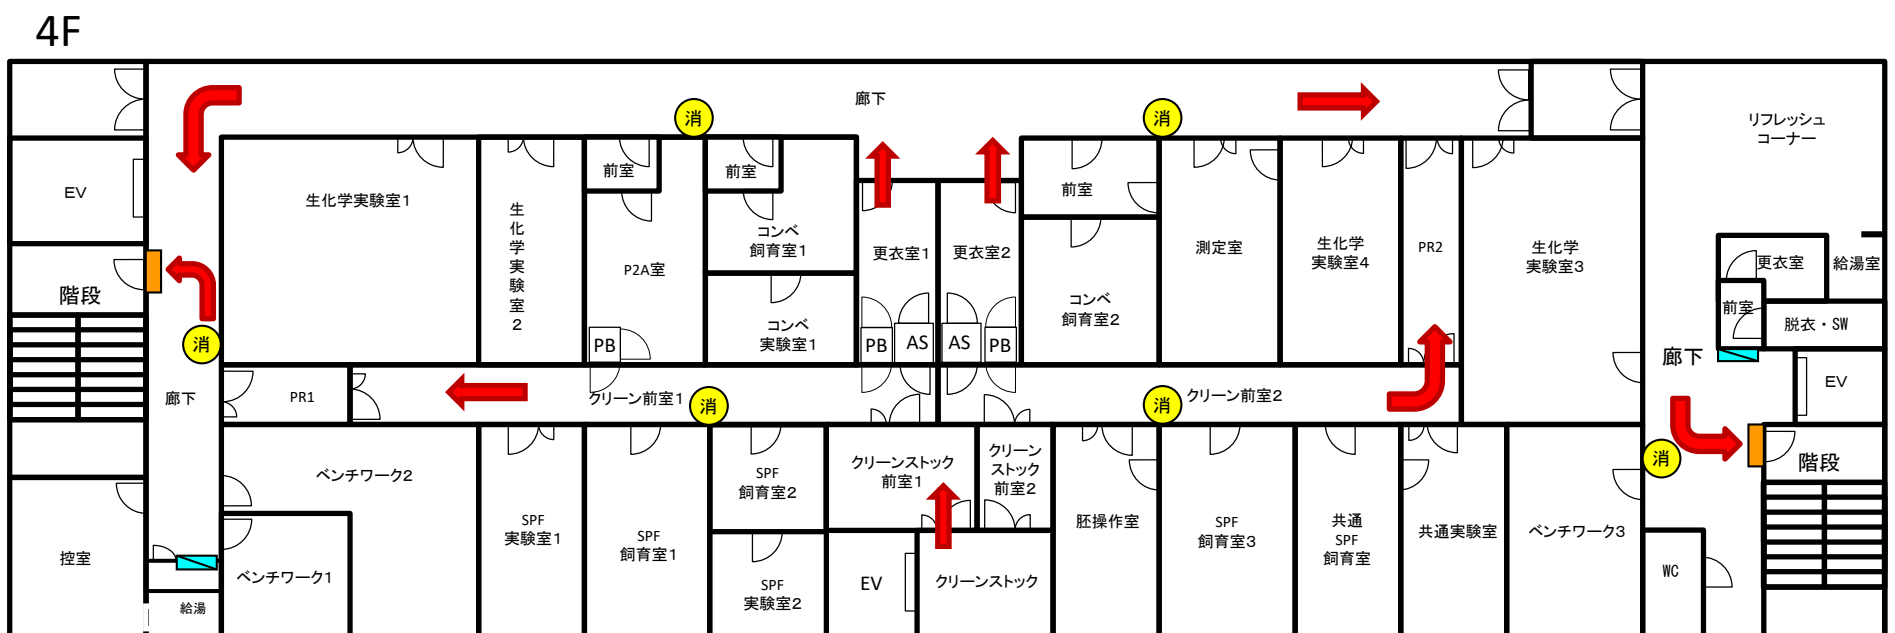 4F
廊下
消
消
リフレッシュ
コーナー
EV
生化学実験室1
生
化
学
実
験
室
2
前室
前室
コンベ
飼育室1
P2A室
更衣室1
更衣室2
前室
測定室
生化学
実験室4
PR2
生化学
実験室3
更衣室
給湯室
階段
コンベ
実験室1
コンベ
飼育室2
前室
脱衣・SW
消
PB
PB
AS
AS
PB
廊下
EV
廊下
PR1
クリーン前室1
消
消
クリーン前室2
ベンチワーク2
SPF
実験室1
SPF
飼育室1
SPF
飼育室2
クリーンストック
前室1
クリーン
ストック
前室2
胚操作室
SPF
飼育室3
共通
SPF
飼育室
共通実験室
ベンチワーク3
消
階段
控室
ベンチワーク1
SPF
実験室2
EV
クリーンストック
WC
給湯